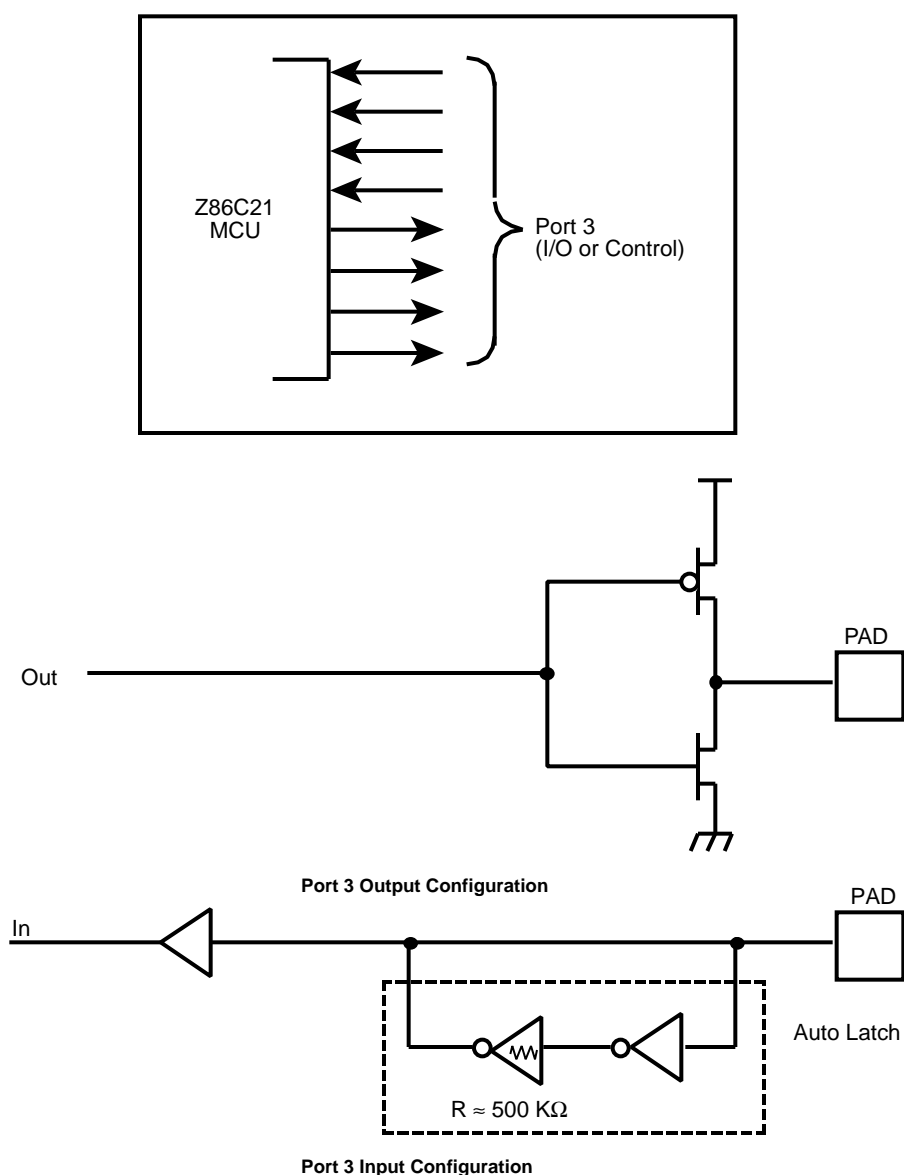 Z86C21
MCU
Port 3
(I/O or Control)
PAD
Out
Port 3 Output Configuration
PAD
In
Auto Latch
R ≈ 500 KΩ
Port 3 Input Configuration